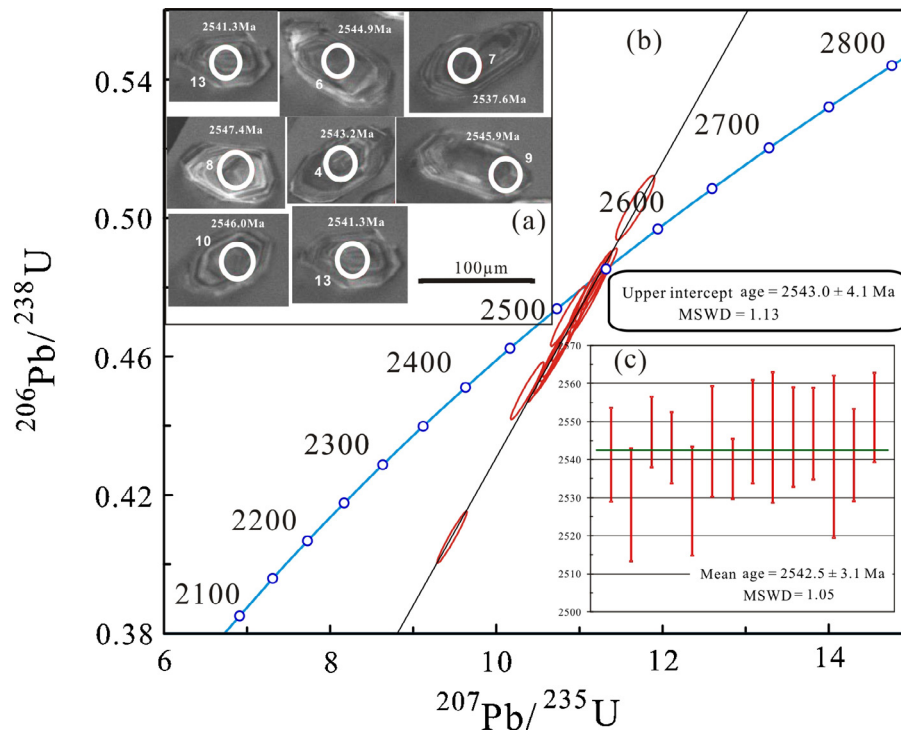 2541.3Ma
13
2544.9Ma
6
7
2537.6Ma
2547.4Ma
8
2543.2Ma
4
2545.9Ma
9
2546.0Ma
10
2541.3Ma
13
(a)
100µm
(b)
2800
2700
2600
2500
2400
2300
2200
2100
Upper intercept age = 2543.0 ± 4.1 Ma
MSWD = 1.13
(c)
2570
2560
2550
2540
2530
2520
2510
2500
Mean age = 2542.5 ± 3.1 Ma
MSWD = 1.05
0.54
0.50
0.46
0.42
0.38
206Pb/238U
6
8
10
12
14
207Pb/235U